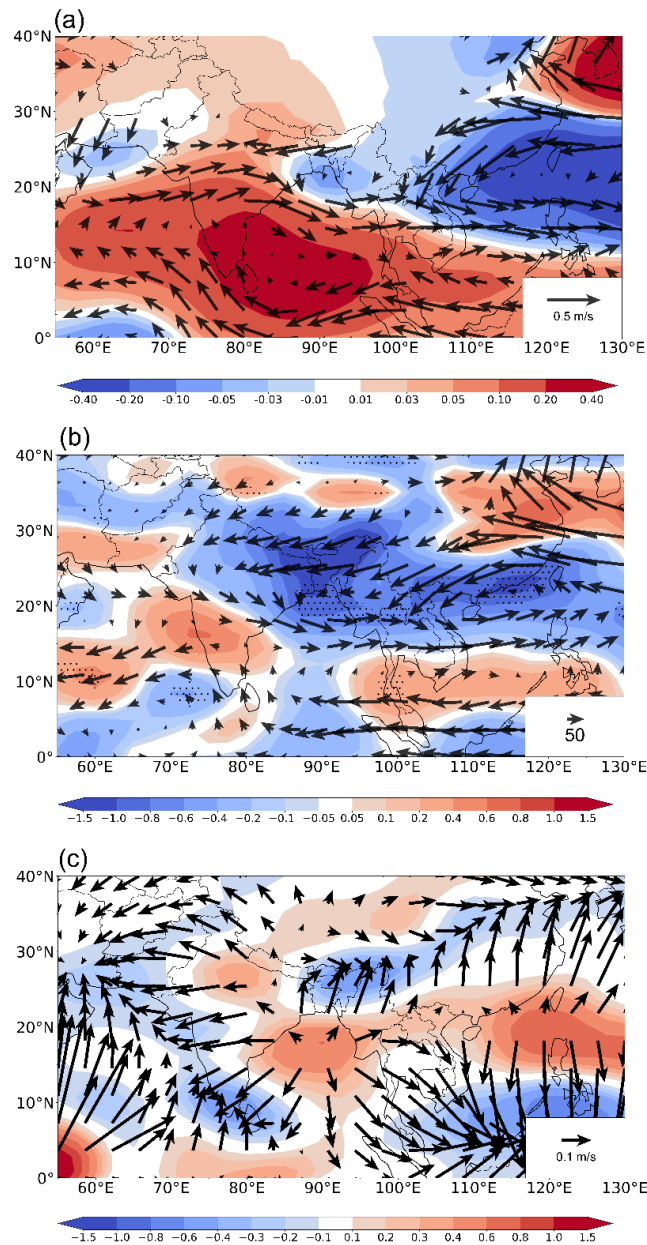 (a)
40°N
30°N
20°N
10°N
0°
0.5 m/s
60°E 70°E 80°E 90°E 100°E 110°E 120°E 130°E
-0.40 -0.20 -0.10 -0.05 -0.03 -0.01 0.01 0.03 0.05 0.10 0.20 0.40
(b)
40°N
30°N
20°N
10°N
0°
50
60°E 70°E 80°E 90°E 100°E 110°E 120°E 130°E
−1.5 −1.0 −0.8 −0.6 −0.4 −0.2 −0.1 −0.05 0.05 0.1 0.2 0.4 0.6 0.8 1.0 1.5
(c)
40°N
30°N
20°N
10°N
0°
0.1 m/s
60°E 70°E 80°E 90°E 100°E 110°E 120°E 130°E
−1.5 −1.0 −0.8 −0.6 −0.4 −0.2 −0.1 0.1 0.2 0.4 0.6 0.8 1.0 1.5